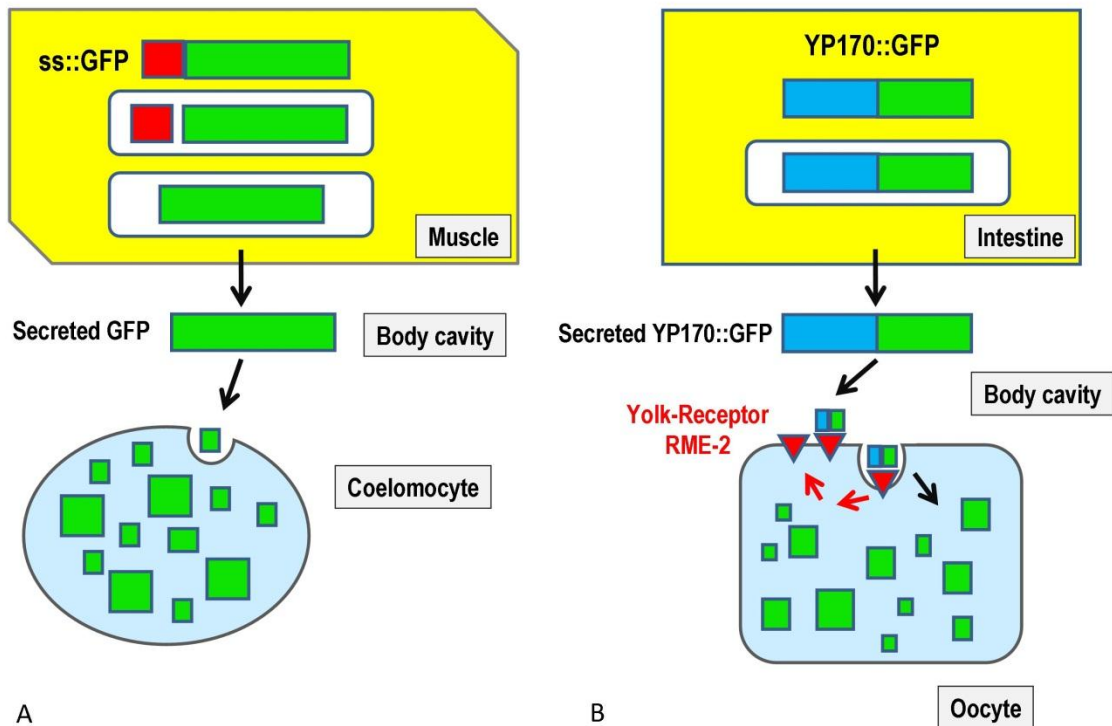 ss::GFP
Muscle
Secreted GFP
Body cavity
Coelomocyte
A
YP170::GFP
Intestine
Secreted YP170::GFP
Body cavity
Yolk-Receptor
RME-2
Oocyte
B